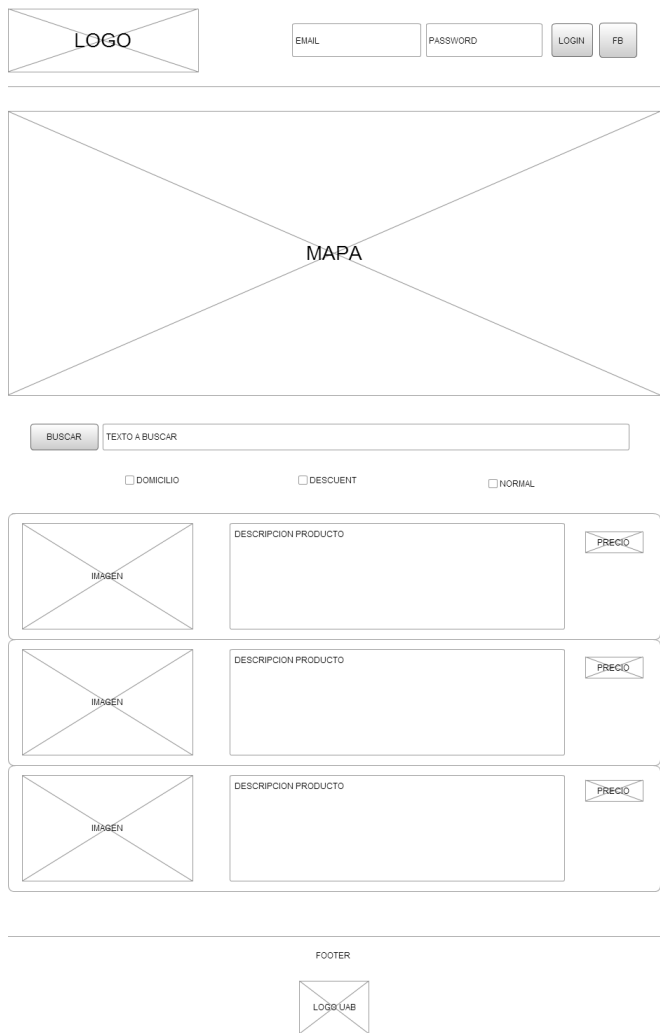 LOGO
EMAIL
PASSWORD
LOGIN
FB
MAPA
BUSCAR
TEXTO A BUSCAR
DOMICILIO
DESCUENT
NORMAL
IMAGEN
DESCRIPCION PRODUCTO
PRECIO
IMAGEN
DESCRIPCION PRODUCTO
PRECIO
IMAGEN
DESCRIPCION PRODUCTO
PRECIO
FOOTER
LOGO UAB